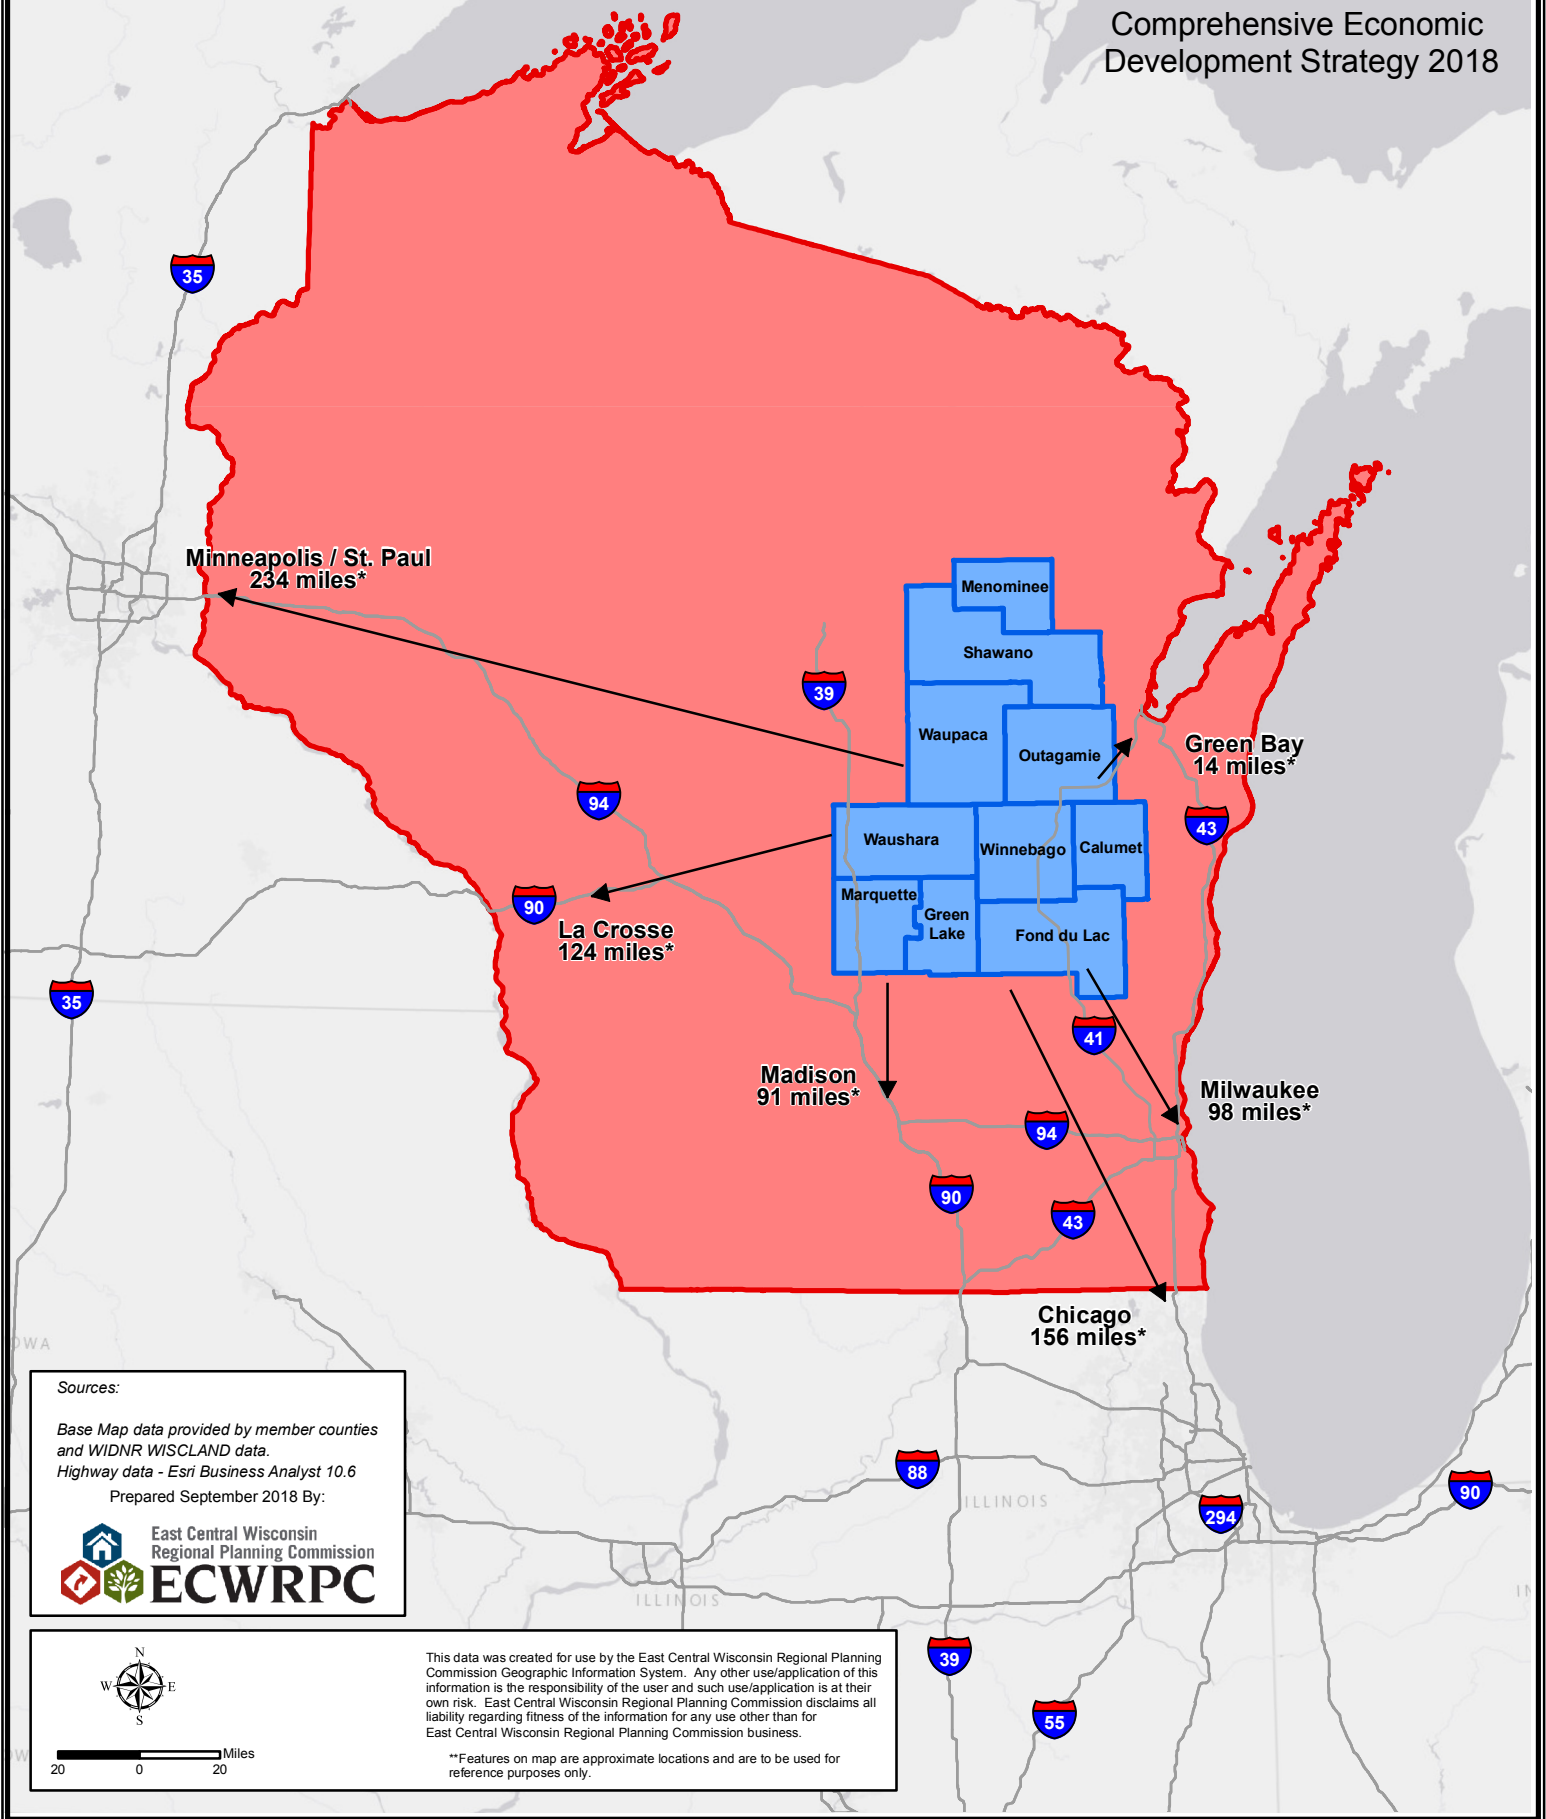 Comprehensive Economic
Development Strategy 2018
35
Minneapolis / St. Paul
234 miles*
Menominee
Shawano
39
Waupaca
Outagamie
Green Bay
14 miles*
94
43
Waushara
Winnebago
Calumet
90
Marquette
Green
Lake
Fond du Lac
La Crosse
124 miles*
35
41
Madison
91 miles*
Milwaukee
98 miles*
94
90
43
Chicago
156 miles*
OWA
Sources:
Base Map data provided by member counties
and WIDNR WISCLAND data.
Highway data - Esri Business Analyst 10.6
Prepared September 2018 By:
East Central Wisconsin
Regional Planning Commission
ECWRPC
88
ILLINOIS
90
294
ILLINOIS
IN
39
55
N
W E
S
Miles
20 0 20
This data was created for use by the East Central Wisconsin Regional Planning
Commission Geographic Information System. Any other use/application of this
information is the responsibility of the user and such use/application is at their
own risk. East Central Wisconsin Regional Planning Commission disclaims all
liability regarding fitness of the information for any use other than for
East Central Wisconsin Regional Planning Commission business.
**Features on map are approximate locations and are to be used for
reference purposes only.